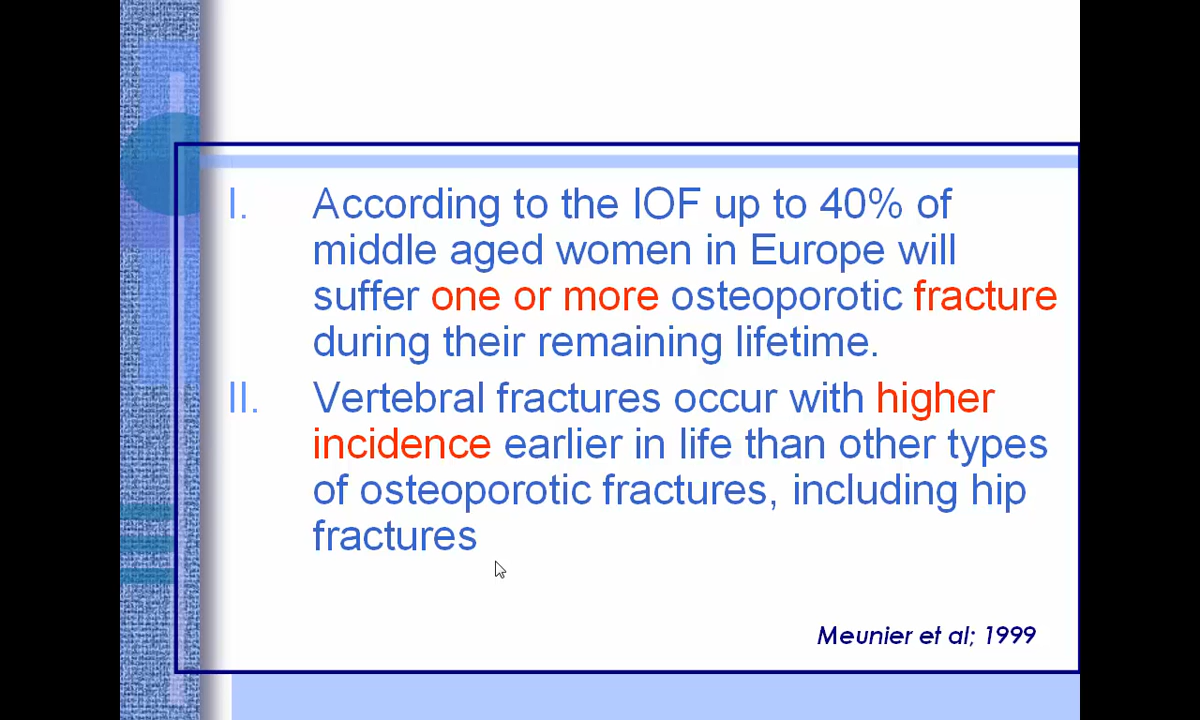 I. According to the IOF up to 40% of
middle aged women in Europe will
suffer one or more osteoporotic fracture
during their remaining lifetime.
II. Vertebral fractures occur with higher
incidence earlier in life than other types
of osteoporotic fractures, including hip
fractures
Meunier et al; 1999